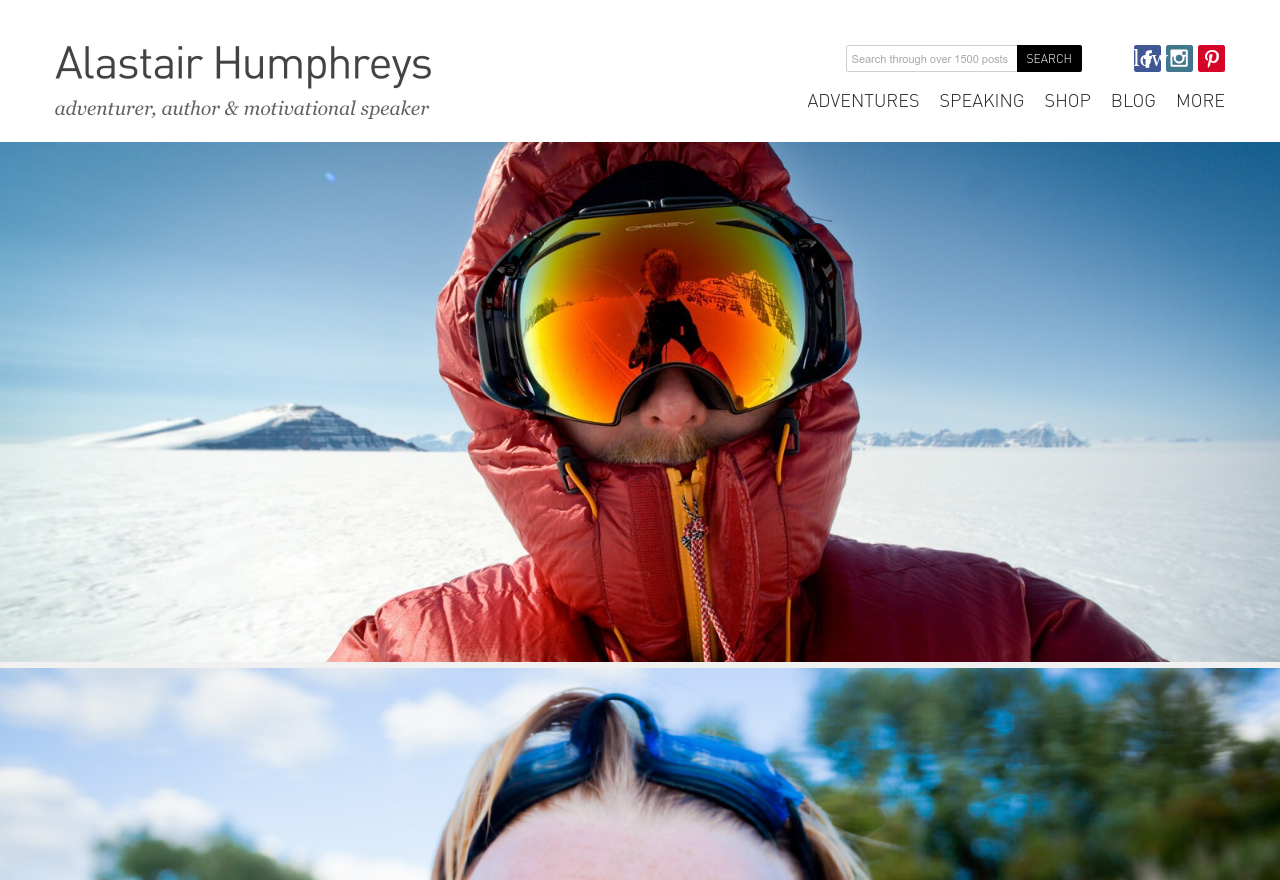 Alastair Humphreys
adventurer, author & motivational speaker
Search through over 1500 posts
SEARCH
ADVENTURES SPEAKING SHOP BLOG MORE
OAKLEY